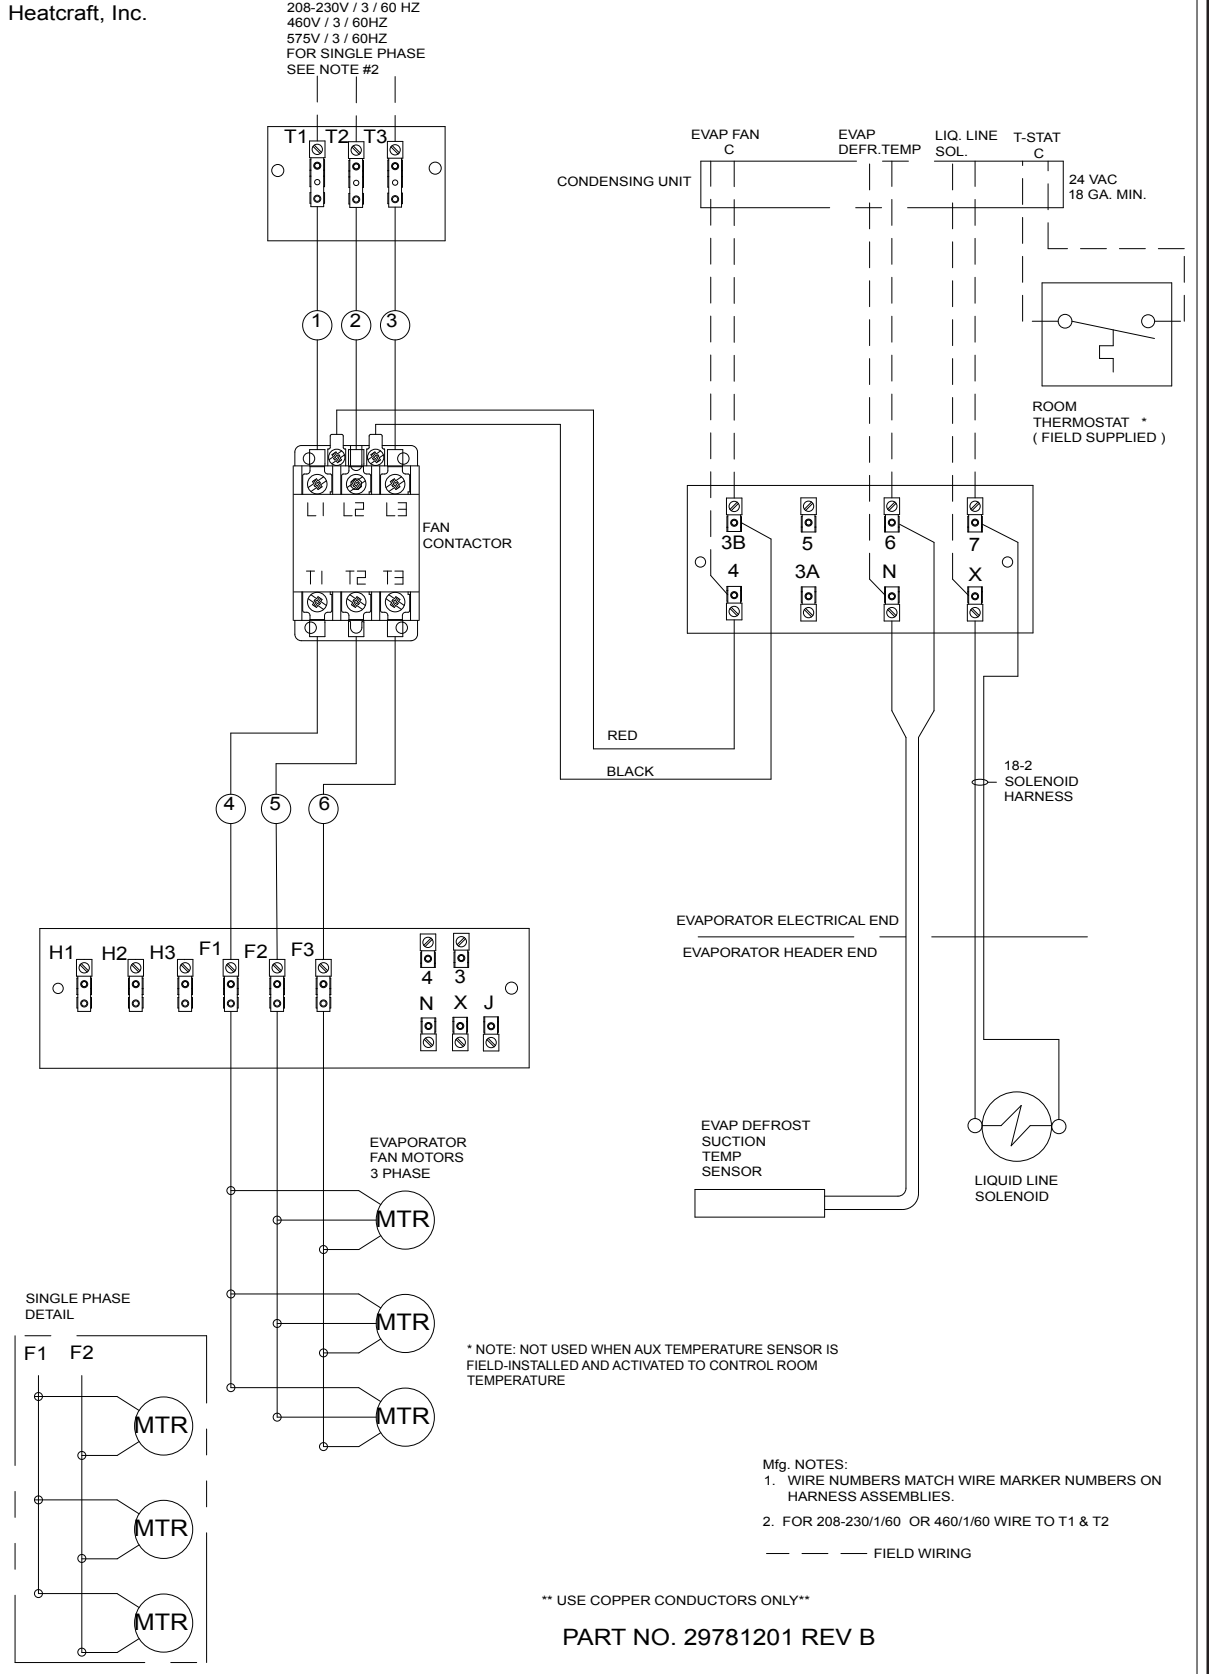 Heatcraft, Inc.
208-230V / 3 / 60 HZ
460V / 3 / 60HZ
575V / 3 / 60HZ
FOR SINGLE PHASE
SEE NOTE #2
T1 T2 T3
EVAP FAN
C
EVAP
DEFR.TEMP
LIQ. LINE
SOL.
T-STAT
C
CONDENSING UNIT
24 VAC
18 GA. MIN.
1 2 3
ROOM
THERMOSTAT *
( FIELD SUPPLIED )
L1 L2 L3
FAN
CONTACTOR
T1 T2 T3
3B 5 6 7
4 3A N X
RED
BLACK
18-2
SOLENOID
HARNESS
4 5 6
EVAPORATOR ELECTRICAL END
EVAPORATOR HEADER END
H1 H2 H3 F1 F2 F3
4 3
N X J
EVAPORATOR
FAN MOTORS
3 PHASE
MTR
MTR
MTR
EVAP DEFROST
SUCTION
TEMP
SENSOR
LIQUID LINE
SOLENOID
SINGLE PHASE
DETAIL
F1 F2
MTR
MTR
MTR
* NOTE: NOT USED WHEN AUX TEMPERATURE SENSOR IS
FIELD-INSTALLED AND ACTIVATED TO CONTROL ROOM
TEMPERATURE
Mfg. NOTES:
1. WIRE NUMBERS MATCH WIRE MARKER NUMBERS ON
HARNESS ASSEMBLIES.
2. FOR 208-230/1/60 OR 460/1/60 WIRE TO T1 & T2
FIELD WIRING
** USE COPPER CONDUCTORS ONLY**
PART NO. 29781201 REV B